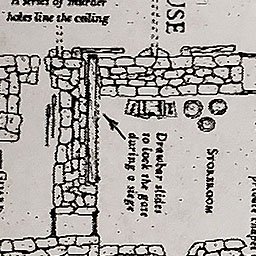 A series of murder
holes line the ceiling
USE
Drawbar slides
to lock the gate
during a siege
STOREROOM